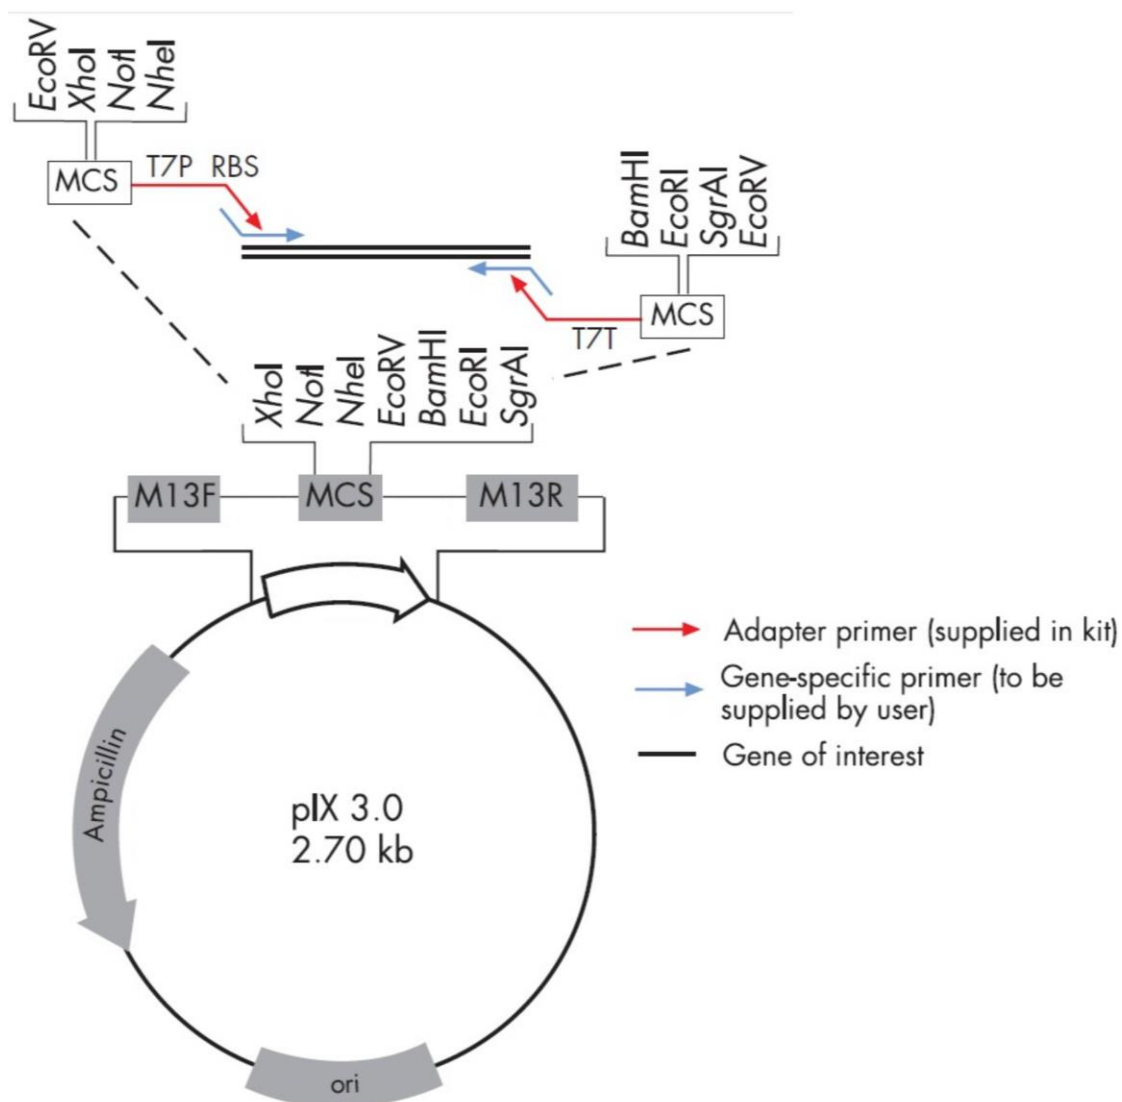 EcoRV
XhoI
NotI
NheI
MCS
T7P RBS
BamHI
EcoRI
SgrAI
EcoRV
MCS
T7T
XhoI
NotI
NheI
EcoRV
BamHI
EcoRI
SgrAI
M13F
MCS
M13R
Adapter primer (supplied in kit)
Gene-specific primer (to be
supplied by user)
Gene of interest
Ampicillin
pIX 3.0
2.70 kb
ori